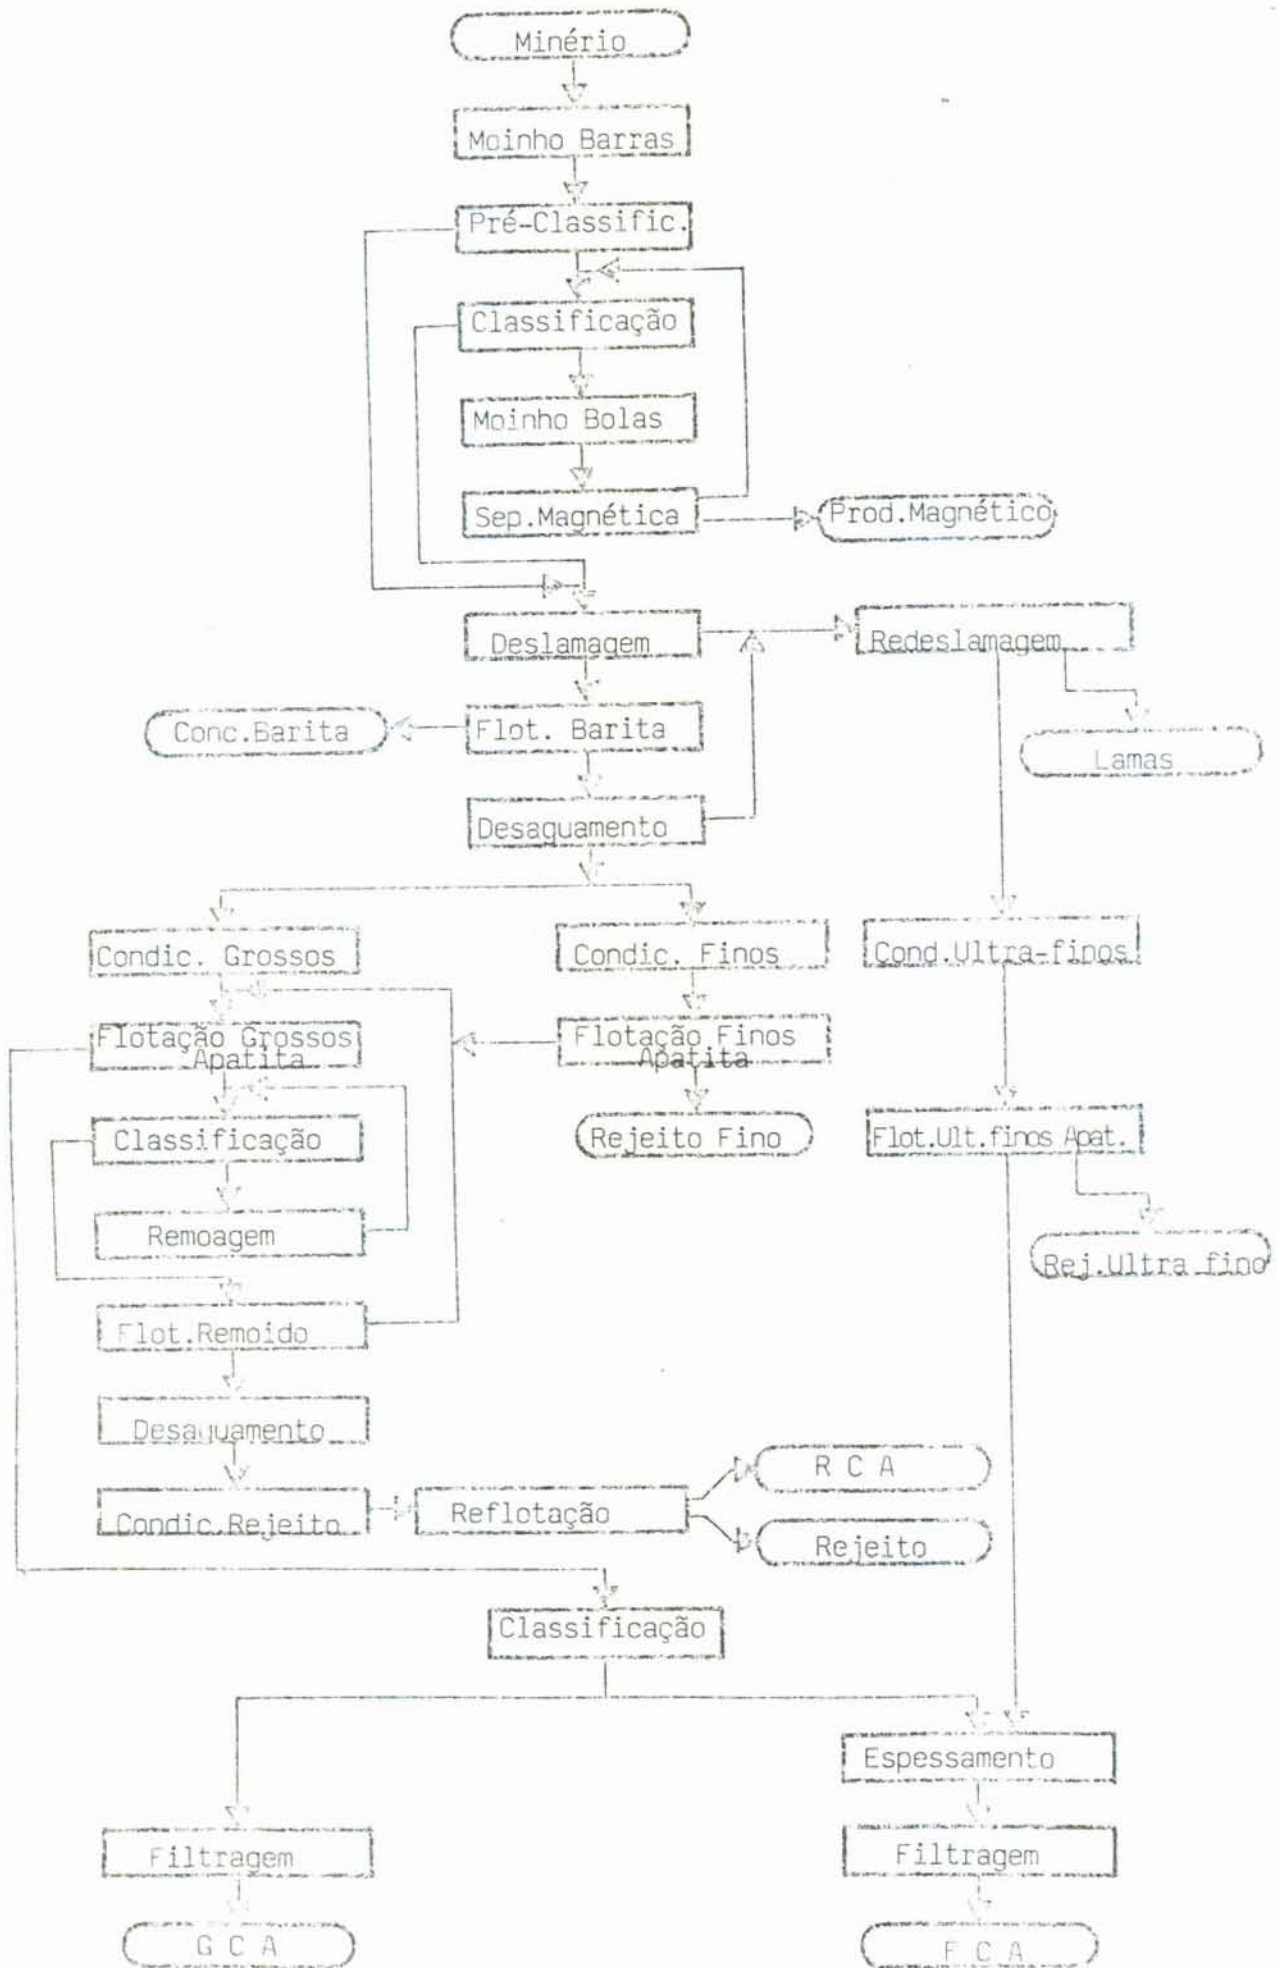 Minério
Moinho Barras
Pré-Classific.
Classificação
Moinho Bolas
Sep.Magnética
Prod.Magnético
Deslamagem
Redeslamagem
Conc.Barita
Flot. Barita
Lamas
Desaguamento
Condic. Grossos
Condic. Finos
Cond.Ultra-finos
Flotação Grossos
Apatita
Flotação Finos
Apatita
Classificação
Rejeito Fino
Flot.Ult.finos Apat.
Remoagem
Rej.Ultra fino
Flot.Remoido
Desaguamento
R C A
Condic.Rejeito
Reflotação
Rejeito
Classificação
Espessamento
Filtragem
Filtragem
G C A
F C A